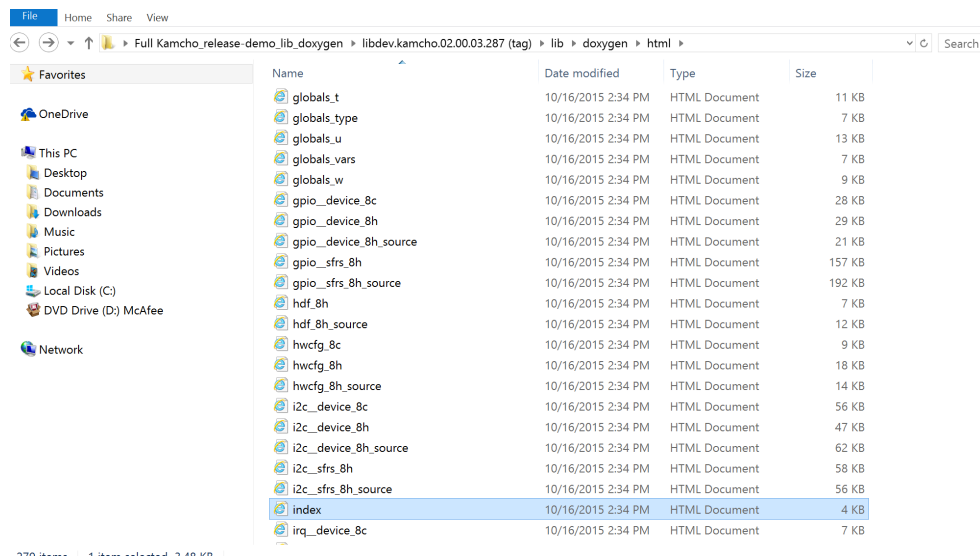 File Home Share View
Full Kamcho_release-demo_lib_doxygen libdev.kamcho.02.00.03.287 (tag) lib doxygen html Search
Favorites
OneDrive
This PC
Desktop
Documents
Downloads
Music
Pictures
Videos
Local Disk (C:)
DVD Drive (D:) McAfee
Network
Name Date modified Type Size
globals_t 10/16/2015 2:34 PM HTML Document 11 KB
globals_type 10/16/2015 2:34 PM HTML Document 7 KB
globals_u 10/16/2015 2:34 PM HTML Document 13 KB
globals_vars 10/16/2015 2:34 PM HTML Document 7 KB
globals_w 10/16/2015 2:34 PM HTML Document 9 KB
gpio__device_8c 10/16/2015 2:34 PM HTML Document 28 KB
gpio__device_8h 10/16/2015 2:34 PM HTML Document 29 KB
gpio__device_8h_source 10/16/2015 2:34 PM HTML Document 21 KB
gpio__sfrs_8h 10/16/2015 2:34 PM HTML Document 157 KB
gpio__sfrs_8h_source 10/16/2015 2:34 PM HTML Document 192 KB
hdf_8h 10/16/2015 2:34 PM HTML Document 7 KB
hdf_8h_source 10/16/2015 2:34 PM HTML Document 12 KB
hwcfg_8c 10/16/2015 2:34 PM HTML Document 9 KB
hwcfg_8h 10/16/2015 2:34 PM HTML Document 18 KB
hwcfg_8h_source 10/16/2015 2:34 PM HTML Document 14 KB
i2c__device_8c 10/16/2015 2:34 PM HTML Document 56 KB
i2c__device_8h 10/16/2015 2:34 PM HTML Document 47 KB
i2c__device_8h_source 10/16/2015 2:34 PM HTML Document 62 KB
i2c__sfrs_8h 10/16/2015 2:34 PM HTML Document 58 KB
i2c__sfrs_8h_source 10/16/2015 2:34 PM HTML Document 56 KB
index 10/16/2015 2:34 PM HTML Document 4 KB
irq__device_8c 10/16/2015 2:34 PM HTML Document 7 KB
items 1 item selected 3.48 KB